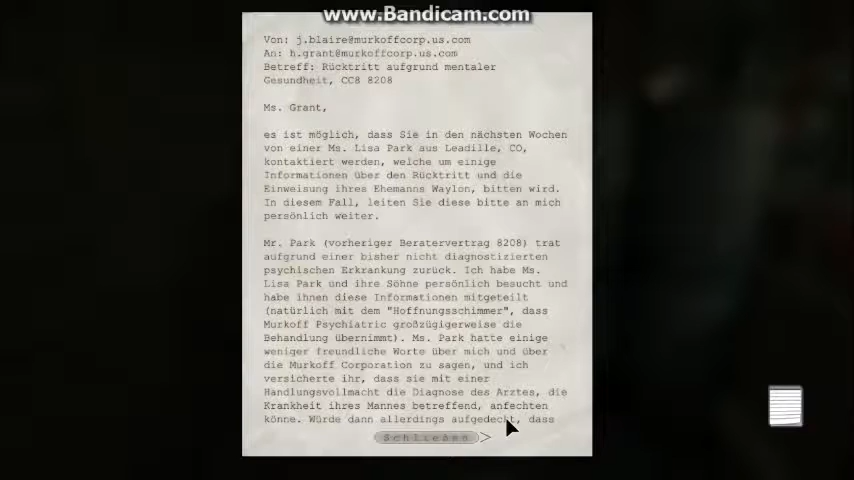 www.Bandicam.com
Von: j.blaire@murkoffcorp.us.com
An: h.grant@murkoffcorp.us.com
Betreff: Rücktritt aufgrund mentaler
Gesundheit, CC8 8208
Ms. Grant,
es ist möglich, dass Sie in den nächsten Wochen
von einer Ms. Lisa Park aus Leadille, CO,
kontaktiert werden, welche um einige
Informationen über den Rücktritt und die
Einweisung ihres Ehemanns Waylon, bitten wird.
In diesem Fall, leiten Sie diese bitte an mich
persönlich weiter.
Mr. Park (vorheriger Beratervertrag 8208) trat
aufgrund einer bisher nicht diagnostizierten
psychischen Erkrankung zurück. Ich habe Ms.
Lisa Park und ihre Söhne persönlich besucht und
habe ihnen diese Informationen mitgeteilt
(natürlich mit dem "Hoffnungsschimmer", dass
Murkoff Psychiatric großzügigerweise die
Behandlung übernimmt). Ms. Park hatte einige
weniger freundliche Worte über mich und über
die Murkoff Corporation zu sagen, und ich
versicherte ihr, dass sie mit einer
Handlungsvollmacht die Diagnose des Arztes, die
Krankheit ihres Mannes betreffend, anfechten
könne. Würde dann allerdings aufgedeckt, dass
Schließen >